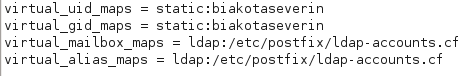 virtual_uid_maps = static:biakotaseverin
virtual_gid_maps = static:biakotaseverin
virtual_mailbox_maps = ldap:/etc/postfix/ldap-accounts.cf
virtual_alias_maps = ldap:/etc/postfix/ldap-accounts.cf